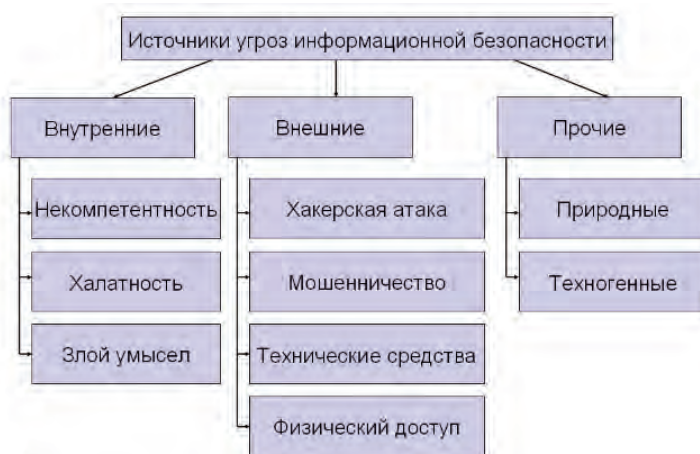 Источники угроз информационной безопасности
Внутренние
Некомпетентность
Халатность
Злой умысел
Внешние
Хакерская атака
Мошенничество
Технические средства
Физический доступ
Прочие
Природные
Техногенные